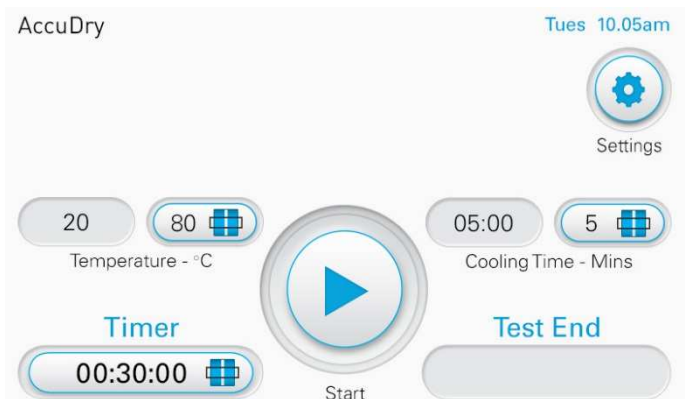 AccuDry
Tues 10.05am
Settings
20
80
05:00
5
Temperature - °C
Cooling Time - Mins
Timer
Test End
00:30:00
Start